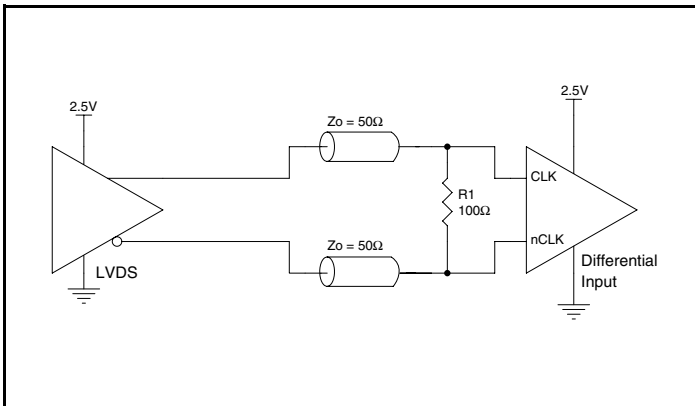 2.5V
2.5V
Zo = 50Ω
CLK
R1
100Ω
nCLK
Zo = 50Ω
LVDS
Differential
Input